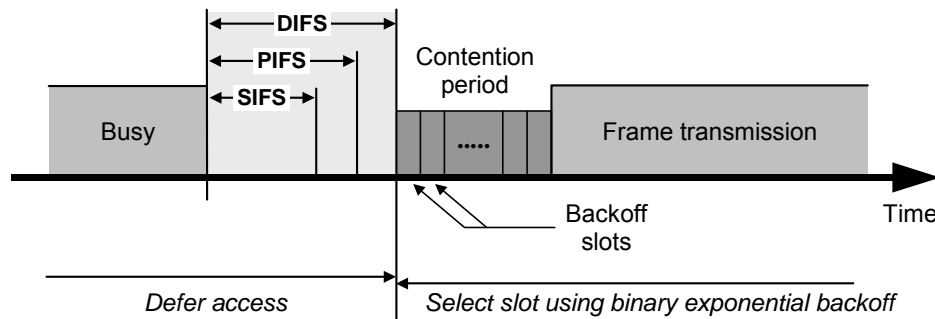 DIFS
PIFS
SIFS
Contention
period
Busy
.....
Frame transmission
Time
Backoff
slots
Defer access
Select slot using binary exponential backoff